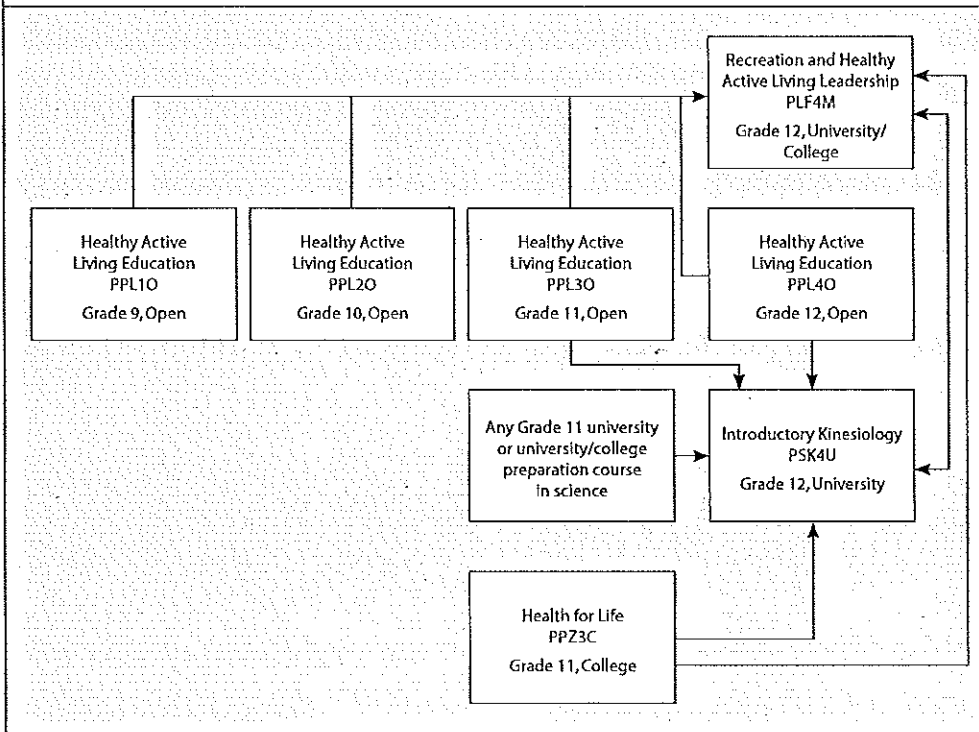 Recreation and Healthy
Active Living Leadership
PLF4M
Grade 12, University/
College
Healthy Active
Living Education
PPL1O
Grade 9, Open
Healthy Active
Living Education
PPL2O
Grade 10, Open
Healthy Active
Living Education
PPL3O
Grade 11, Open
Healthy Active
Living Education
PPL4O
Grade 12, Open
Any Grade 11 university
or university/college
preparation course
in science
Introductory Kinesiology
PSK4U
Grade 12, University
Health for Life
PPZ3C
Grade 11, College